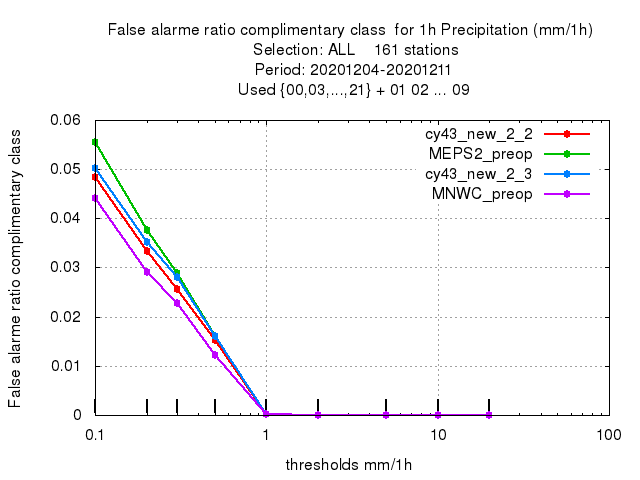 False alarme ratio complimentary class  for 1h Precipitation (mm/1h)
Selection: ALL    161 stations
Period: 20201204-20201211
Used {00,03,...,21} + 01 02 ... 09
False alarme ratio complimentary class
0.06
0.05
0.04
0.03
0.02
0.01
0
cy43_new_2_2
MEPS2_preop
cy43_new_2_3
MNWC_preop
0.1 1 10 100
thresholds mm/1h